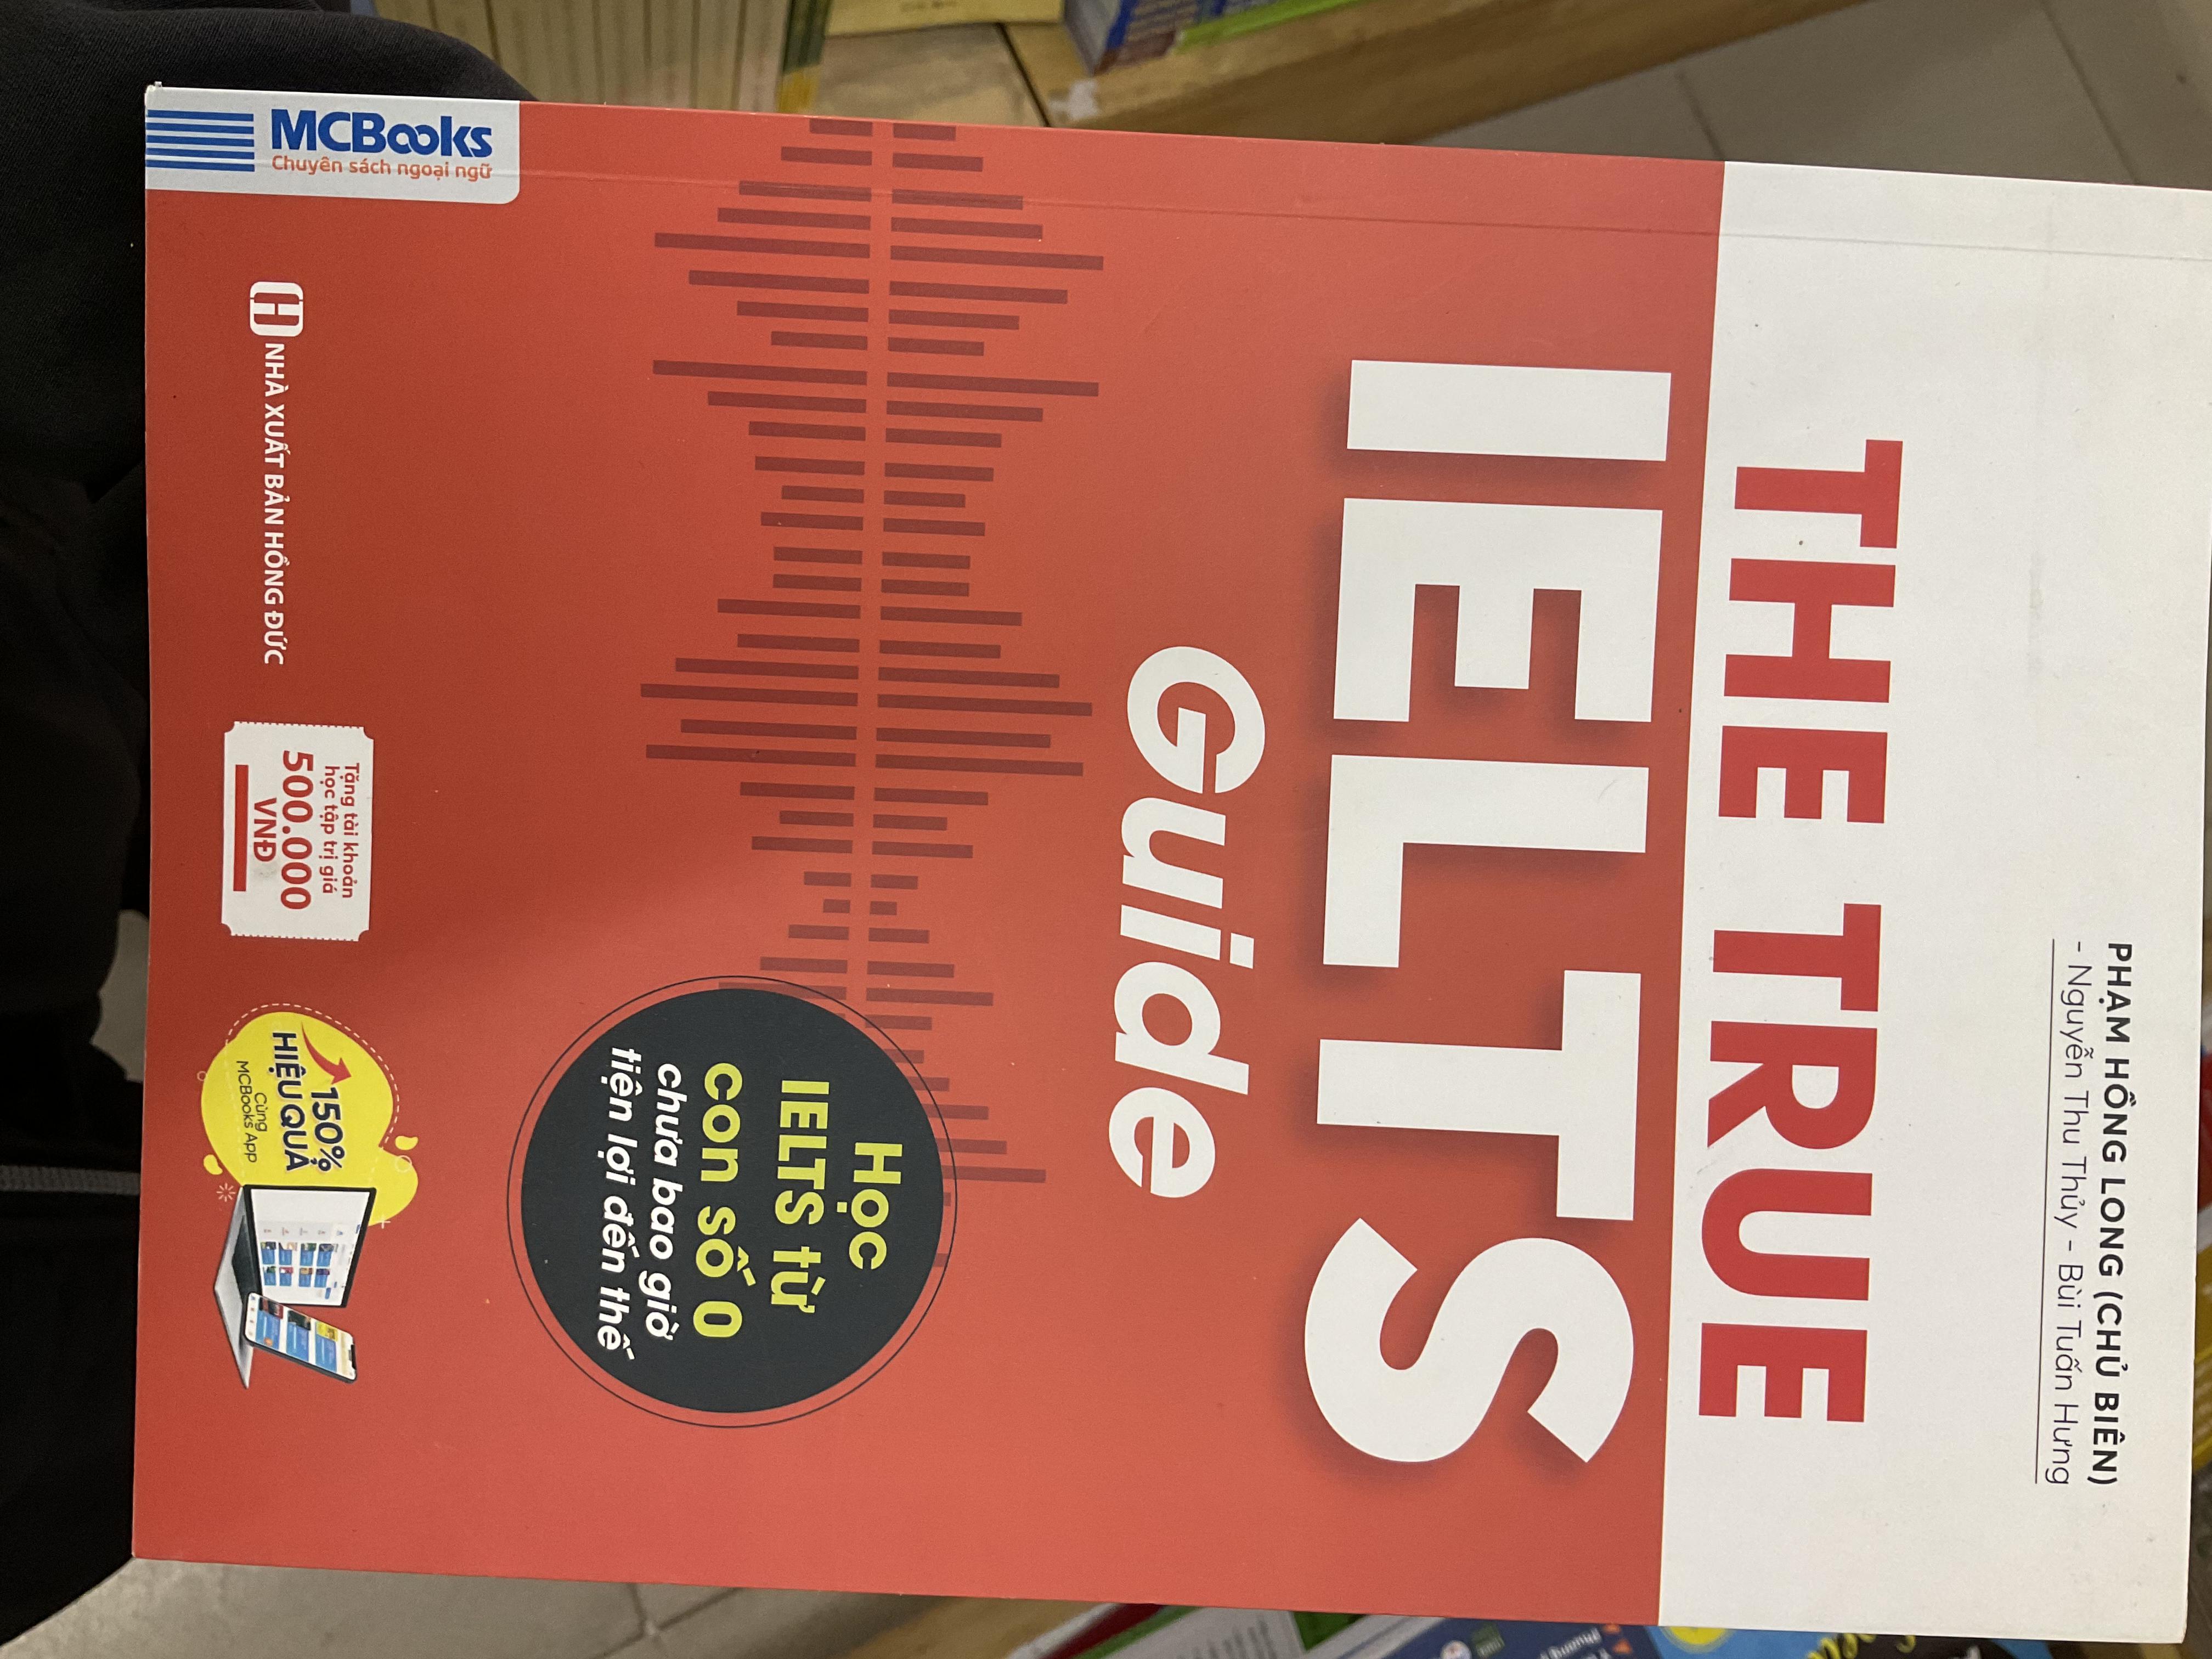 PHẠM HỒNG LONG (CHỦ BIÊN)
- Nguyễn Thu Thủy - Bùi Tuấn Hưng
THE TRUE
IELTS
Guide
Học
IELTS từ
con số 0
chưa bao giờ
tiện lợi đến thế
MCBooks
Chuyên sách ngoại ngữ
NHÀ XUẤT BẢN HỒNG ĐỨC
Tặng tài khoản
học tập trị giá
500.000
VNĐ
150%
HIỆU QUẢ
Cùng
MCBooks App